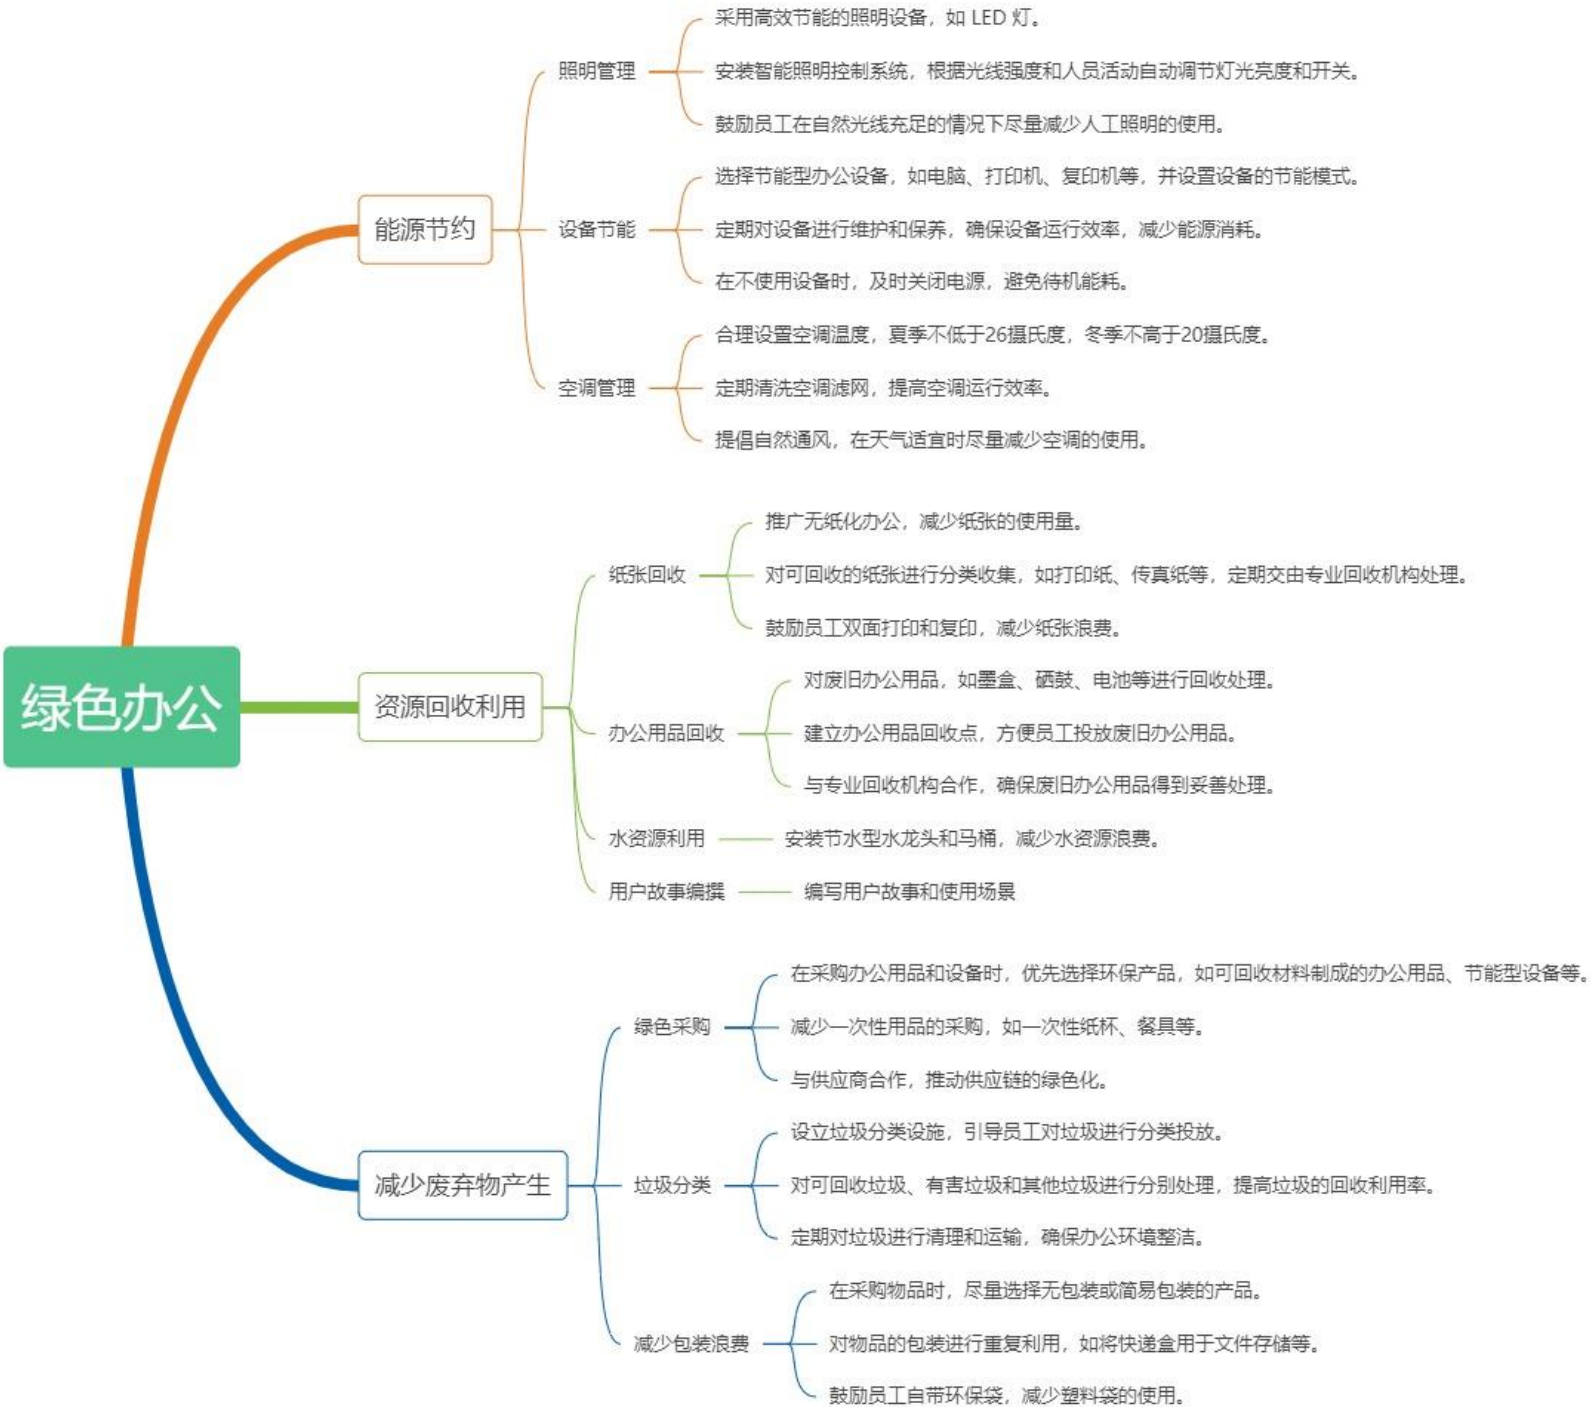 绿色办公
能源节约
照明管理
采用高效节能的照明设备，如 LED 灯。
安装智能照明控制系统，根据光线强度和人员活动自动调节灯光亮度和开关。
鼓励员工在自然光线充足的情况下尽量减少人工照明的使用。
设备节能
选择节能型办公设备，如电脑、打印机、复印机等，并设置设备的节能模式。
定期对设备进行维护和保养，确保设备运行效率，减少能源消耗。
在不使用设备时，及时关闭电源，避免待机能耗。
空调管理
合理设置空调温度，夏季不低于26摄氏度，冬季不高于20摄氏度。
定期清洗空调滤网，提高空调运行效率。
提倡自然通风，在天气适宜时尽量减少空调的使用。
资源回收利用
纸张回收
推广无纸化办公，减少纸张的使用量。
对可回收的纸张进行分类收集，如打印纸、传真纸等，定期交由专业回收机构处理。
鼓励员工双面打印和复印，减少纸张浪费。
办公用品回收
对废旧办公用品，如墨盒、硒鼓、电池等进行回收处理。
建立办公用品回收点，方便员工投放废旧办公用品。
与专业回收机构合作，确保废旧办公用品得到妥善处理。
水资源利用
安装节水型水龙头和马桶，减少水资源浪费。
用户故事编撰
编写用户故事和使用场景
减少废弃物产生
绿色采购
在采购办公用品和设备时，优先选择环保产品，如可回收材料制成的办公用品、节能型设备等。
减少一次性用品的采购，如一次性纸杯、餐具等。
与供应商合作，推动供应链的绿色化。
垃圾分类
设立垃圾分类设施，引导员工对垃圾进行分类投放。
对可回收垃圾、有害垃圾和其他垃圾进行分别处理，提高垃圾的回收利用率。
定期对垃圾进行清理和运输，确保办公环境整洁。
减少包装浪费
在采购物品时，尽量选择无包装或简易包装的产品。
对物品的包装进行重复利用，如将快递盒用于文件存储等。
鼓励员工自带环保袋，减少塑料袋的使用。